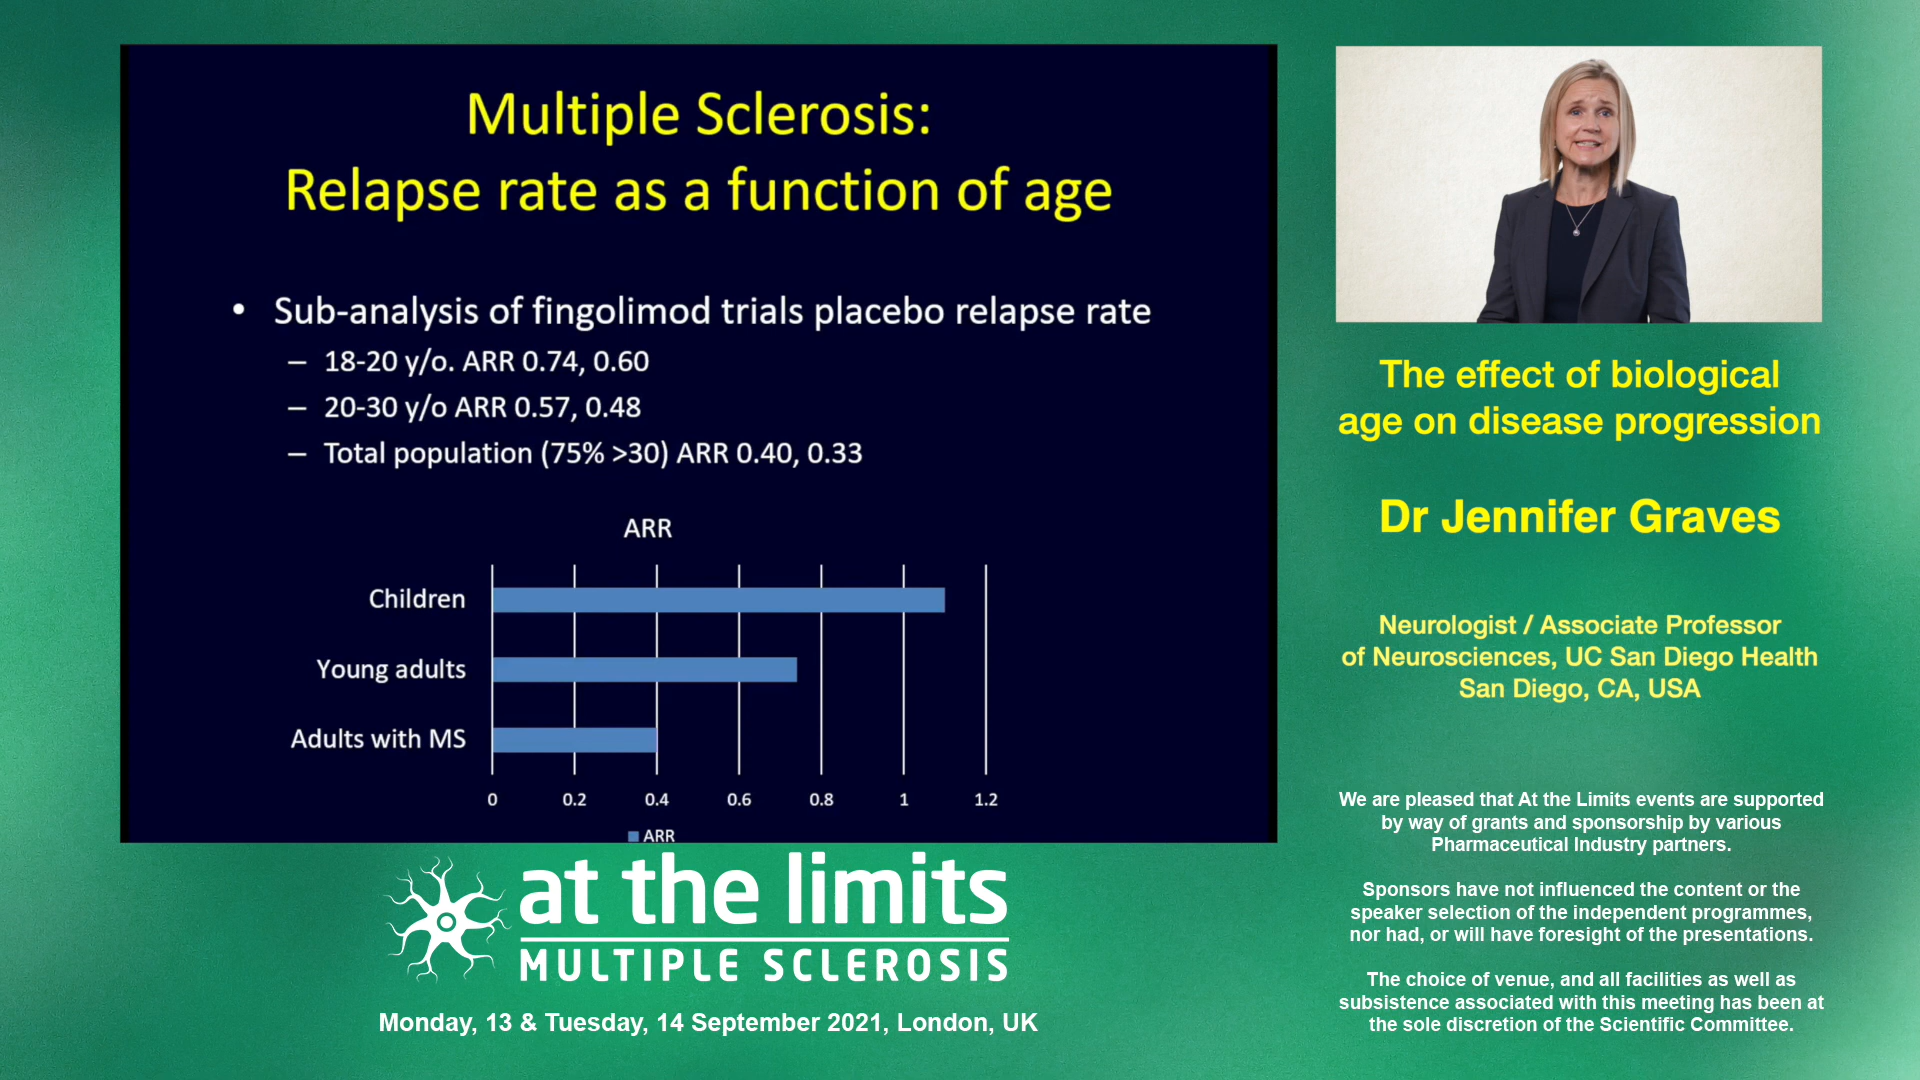 Multiple Sclerosis:
Relapse rate as a function of age
• Sub-analysis of fingolimod trials placebo relapse rate
– 18-20 y/o. ARR 0.74, 0.60
– 20-30 y/o ARR 0.57, 0.48
– Total population (75% >30) ARR 0.40, 0.33
ARR
Children
Young adults
Adults with MS
0 0.2 0.4 0.6 0.8 1 1.2
ARR
at the limits
MULTIPLE SCLEROSIS
Monday, 13 & Tuesday, 14 September 2021, London, UK
The effect of biological
age on disease progression
Dr Jennifer Graves
Neurologist / Associate Professor
of Neurosciences, UC San Diego Health
San Diego, CA, USA
We are pleased that At the Limits events are supported
by way of grants and sponsorship by various
Pharmaceutical Industry partners.
Sponsors have not influenced the content or the
speaker selection of the independent programmes,
nor had, or will have foresight of the presentations.
The choice of venue, and all facilities as well as
subsistence associated with this meeting has been at
the sole discretion of the Scientific Committee.